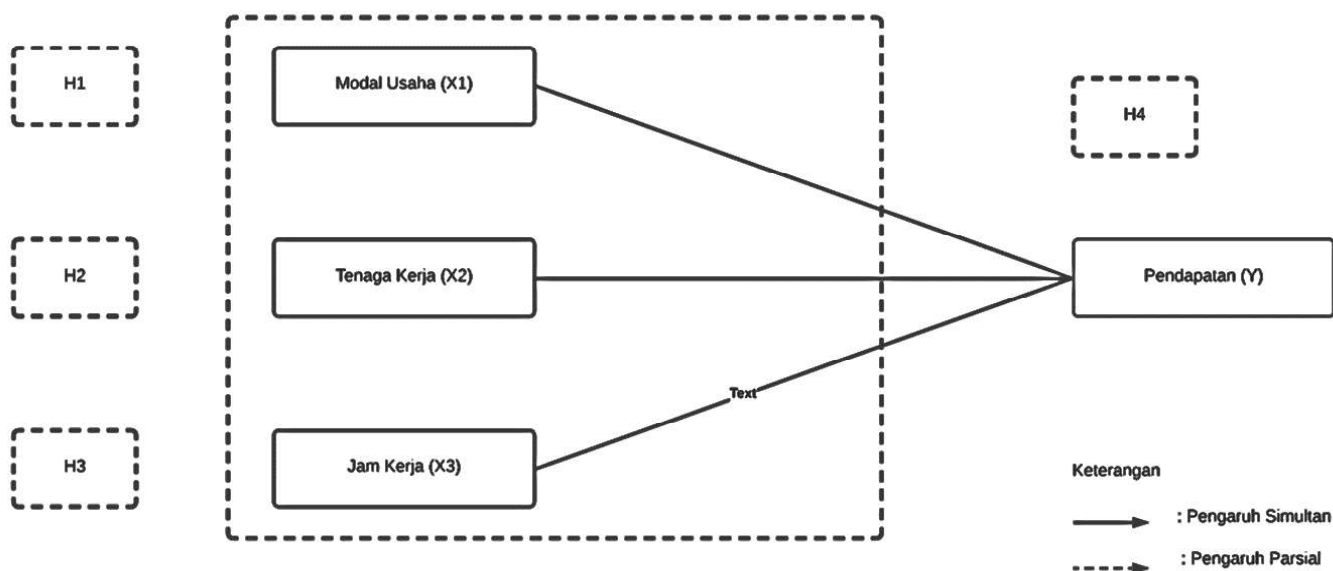 H1
Modal Usaha (X1)
H4
H2
Tenaga Kerja (X2)
Pendapatan (Y)
Text
H3
Jam Kerja (X3)
Keterangan
: Pengaruh Simultan
: Pengaruh Parsial